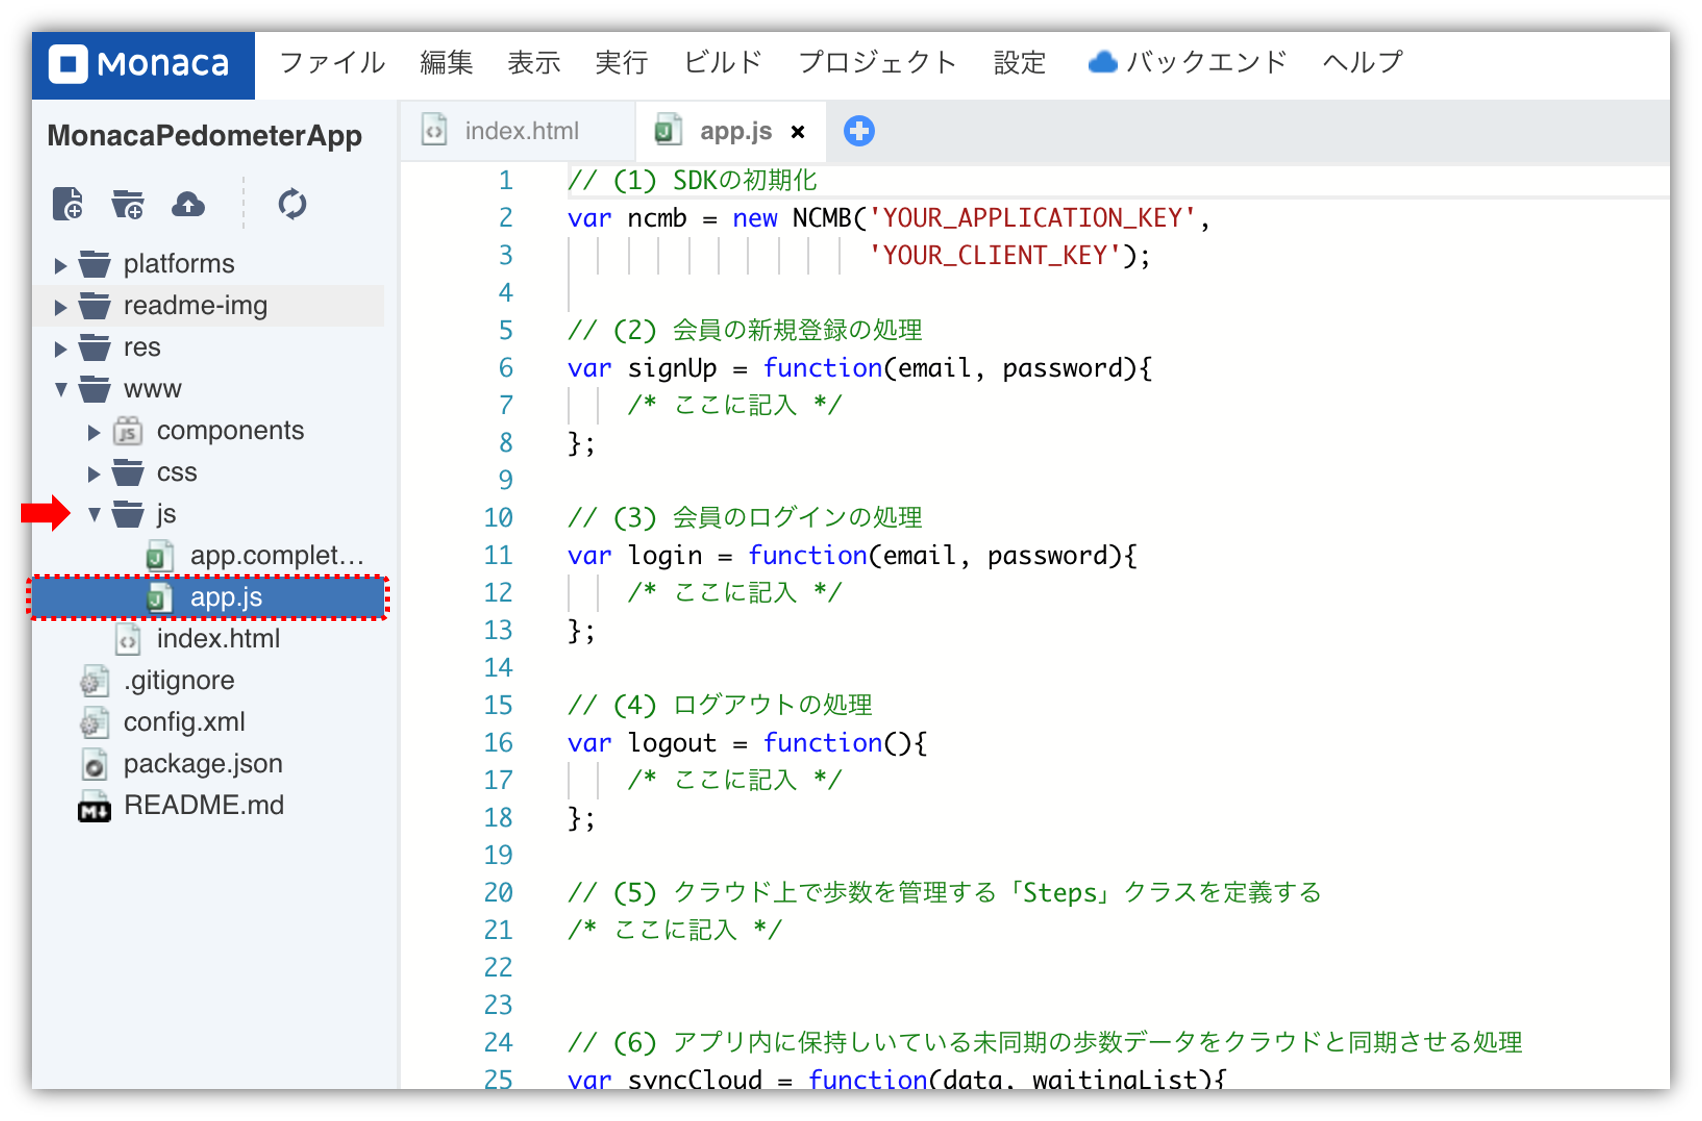 Monaca ファイル 編集 表示 実行 ビルド プロジェクト 設定 バックエンド ヘルプ
MonacaPedometerApp
platforms
readme-img
res
www
components
css
js
app.complet...
app.js
index.html
.gitignore
config.xml
package.json
README.md
index.html app.js
1 // (1) SDKの初期化
2 var ncmb = new NCMB('YOUR_APPLICATION_KEY',
3 'YOUR_CLIENT_KEY');
4
5 // (2) 会員の新規登録の処理
6 var signUp = function(email, password){
7 /* ここに記入 */
8 };
9
10 // (3) 会員のログインの処理
11 var login = function(email, password){
12 /* ここに記入 */
13 };
14
15 // (4) ログアウトの処理
16 var logout = function(){
17 /* ここに記入 */
18 };
19
20 // (5) クラウド上で歩数を管理する「Steps」クラスを定義する
21 /* ここに記入 */
22
23
24 // (6) アプリ内に保持しいている未同期の歩数データをクラウドと同期させる処理
25 var syncCloud = function(data, waitingList){